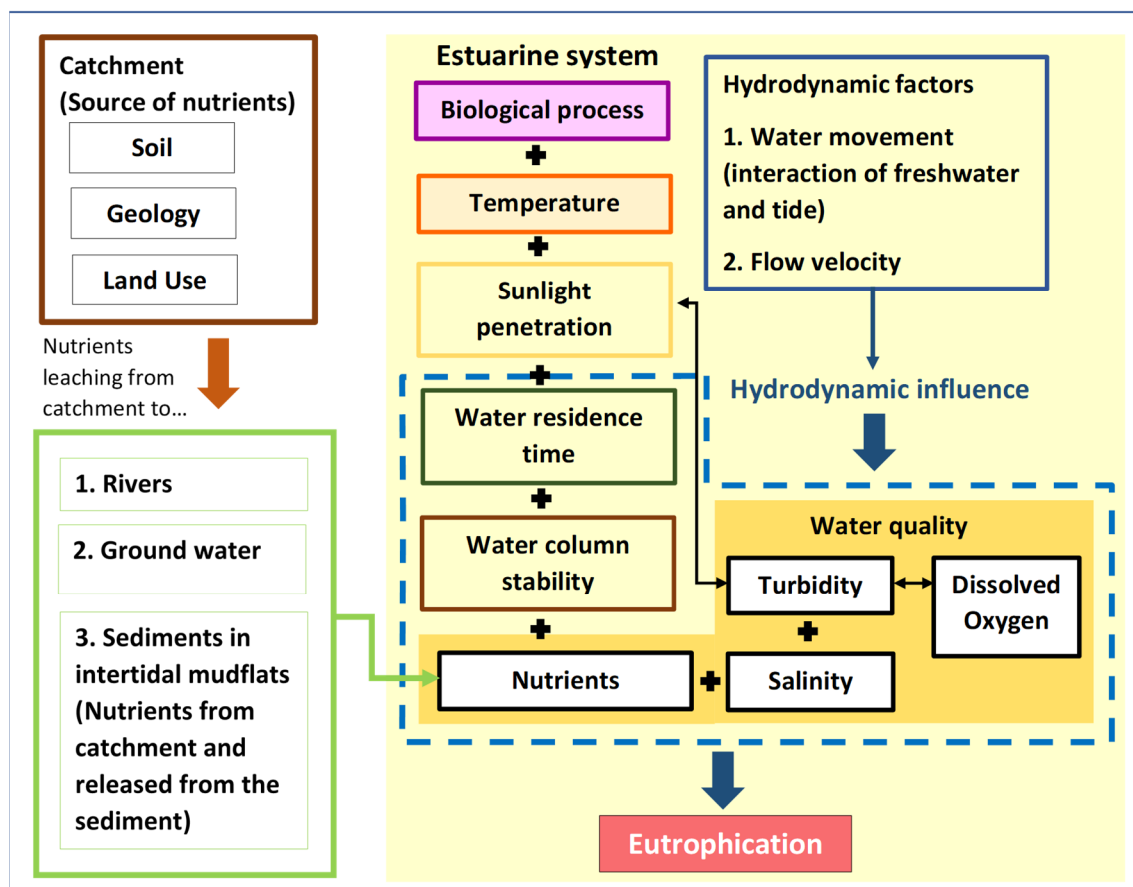 Catchment
(Source of nutrients)
Soil
Geology
Land Use
Nutrients
leaching from
catchment to...
1. Rivers
2. Ground water
3. Sediments in
intertidal mudflats
(Nutrients from
catchment and
released from the
sediment)
Estuarine system
Biological process
+
Temperature
+
Sunlight
penetration
+
Water residence
time
+
Water column
stability
+
Nutrients
+
Salinity
Hydrodynamic factors
1. Water movement
(interaction of freshwater
and tide)
2. Flow velocity
Hydrodynamic influence
Water quality
Turbidity
+
Dissolved
Oxygen
Eutrophication